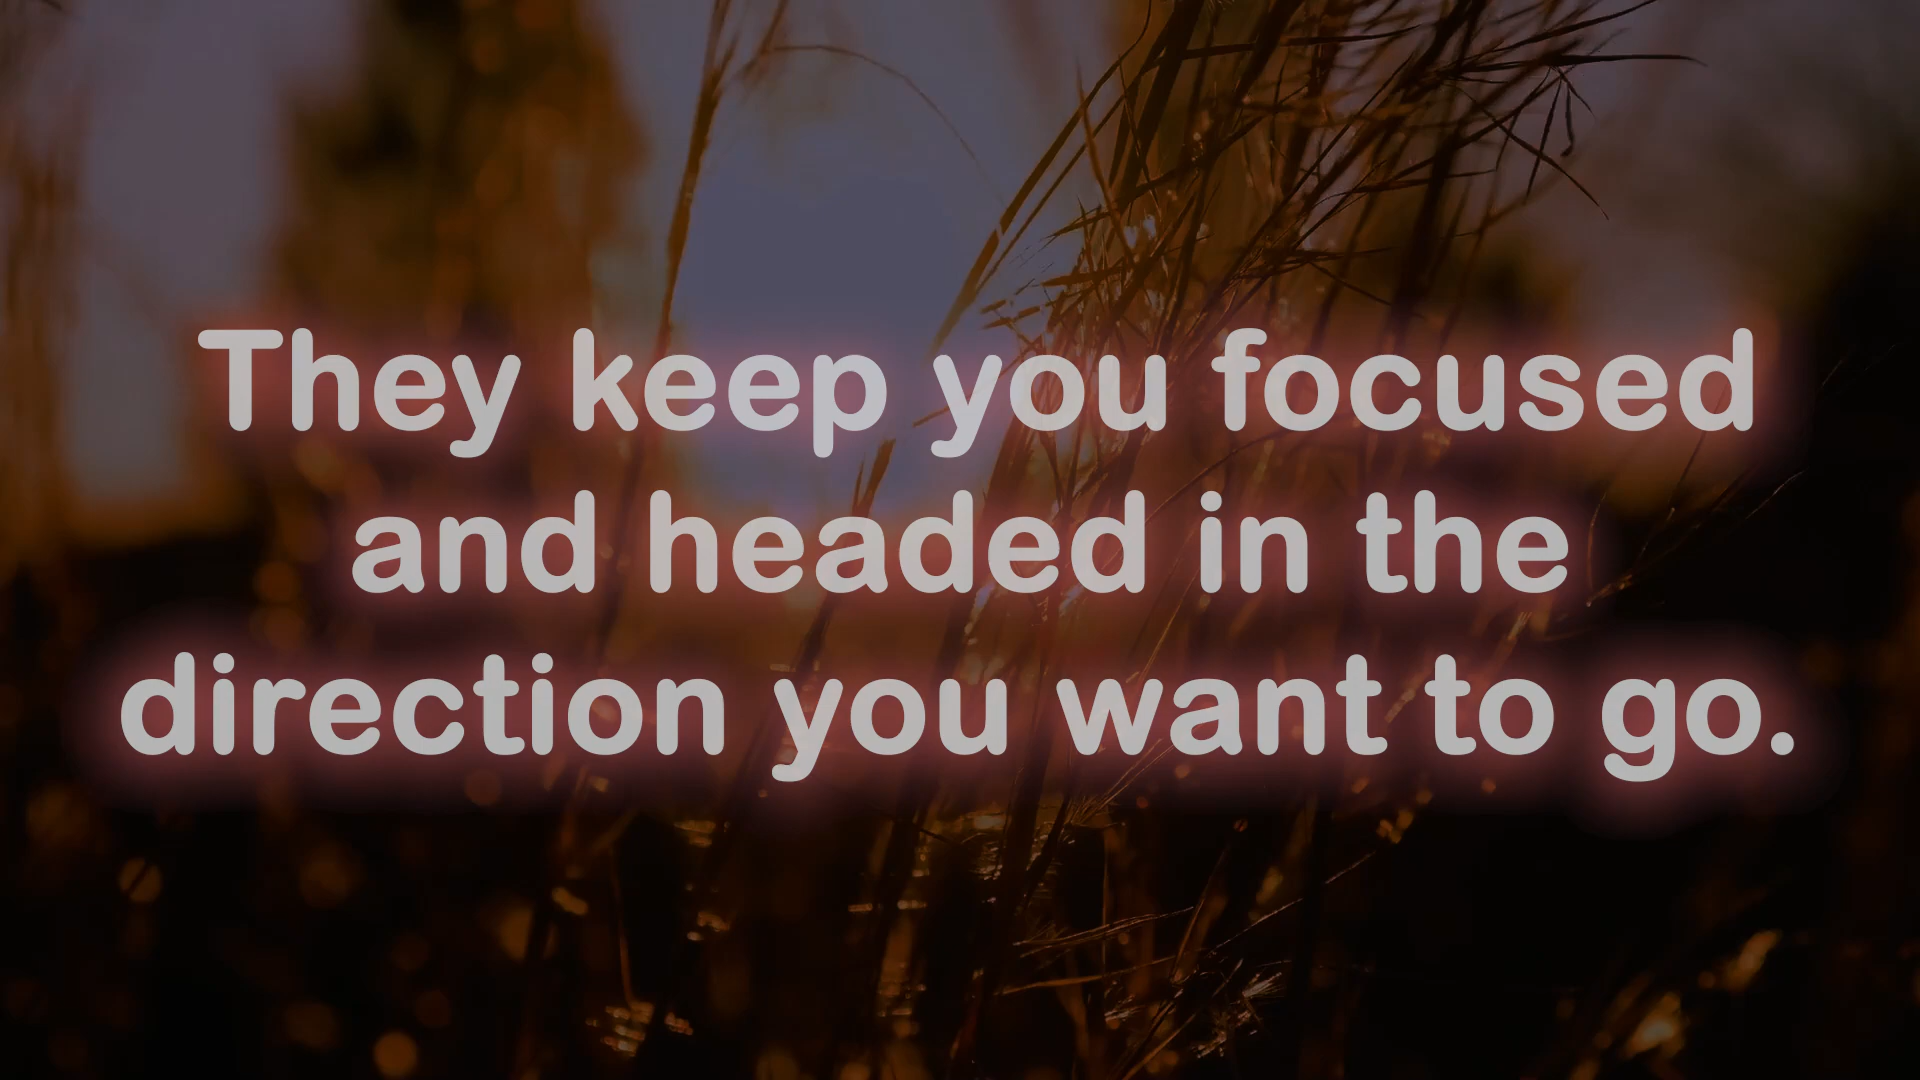 They keep you focused
and headed in the
direction you want to go.